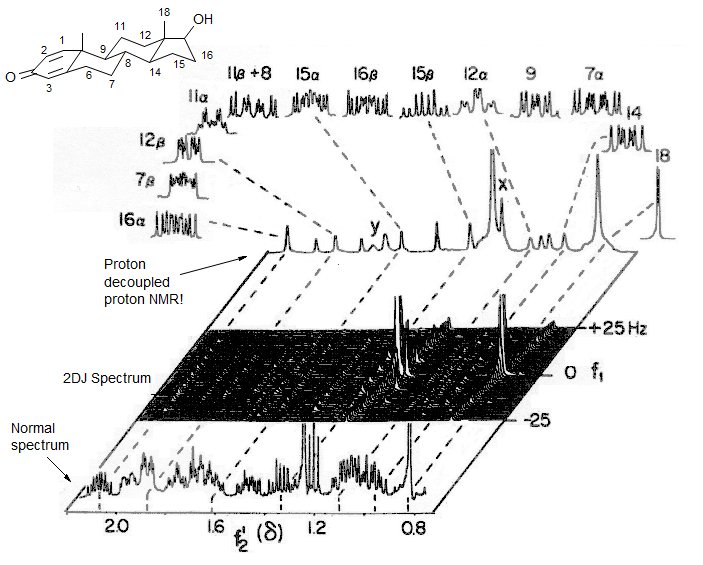 18
OH
11
1
12
2
9
16
8
15
14
O
6
3
7
11β + 8
15α
16β
15β
12α
9
7α
11α
14
12β
18
7β
x
16α
y
Proton
decoupled
proton NMR!
+25 Hz
2DJ Spectrum
0 f₁
Normal
spectrum
-25
2.0
1.6
1.2
0.8
f₂' (δ)